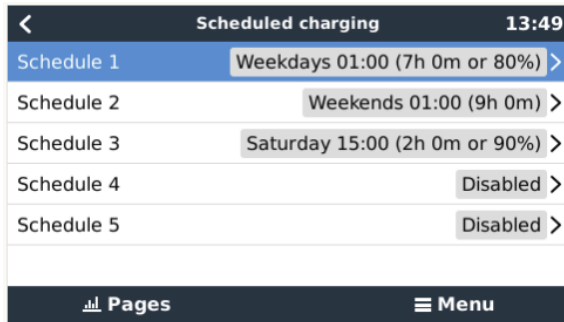 Scheduled charging 13:49
Schedule 1 Weekdays 01:00 (7h 0m or 80%)
Schedule 2 Weekends 01:00 (9h 0m)
Schedule 3 Saturday 15:00 (2h 0m or 90%)
Schedule 4 Disabled
Schedule 5 Disabled
Pages Menu